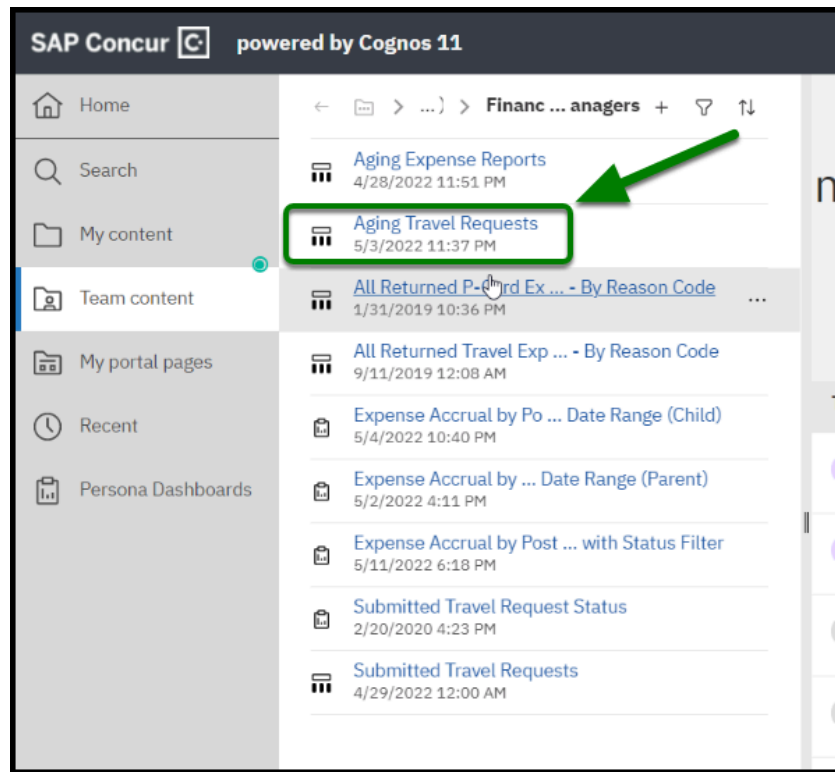 SAP Concur C powered by Cognos 11
Home
Search
My content
Team content
My portal pages
Recent
Persona Dashboards
> ...) > Financ ... anagers +
Aging Expense Reports
4/28/2022 11:51 PM
Aging Travel Requests
5/3/2022 11:37 PM
All Returned P-Card Ex ... - By Reason Code ...
1/31/2019 10:36 PM
All Returned Travel Exp ... - By Reason Code
9/11/2019 12:08 AM
Expense Accrual by Po ... Date Range (Child)
5/4/2022 10:40 PM
Expense Accrual by ... Date Range (Parent)
5/2/2022 4:11 PM
Expense Accrual by Post ... with Status Filter
5/11/2022 6:18 PM
Submitted Travel Request Status
2/20/2020 4:23 PM
Submitted Travel Requests
4/29/2022 12:00 AM